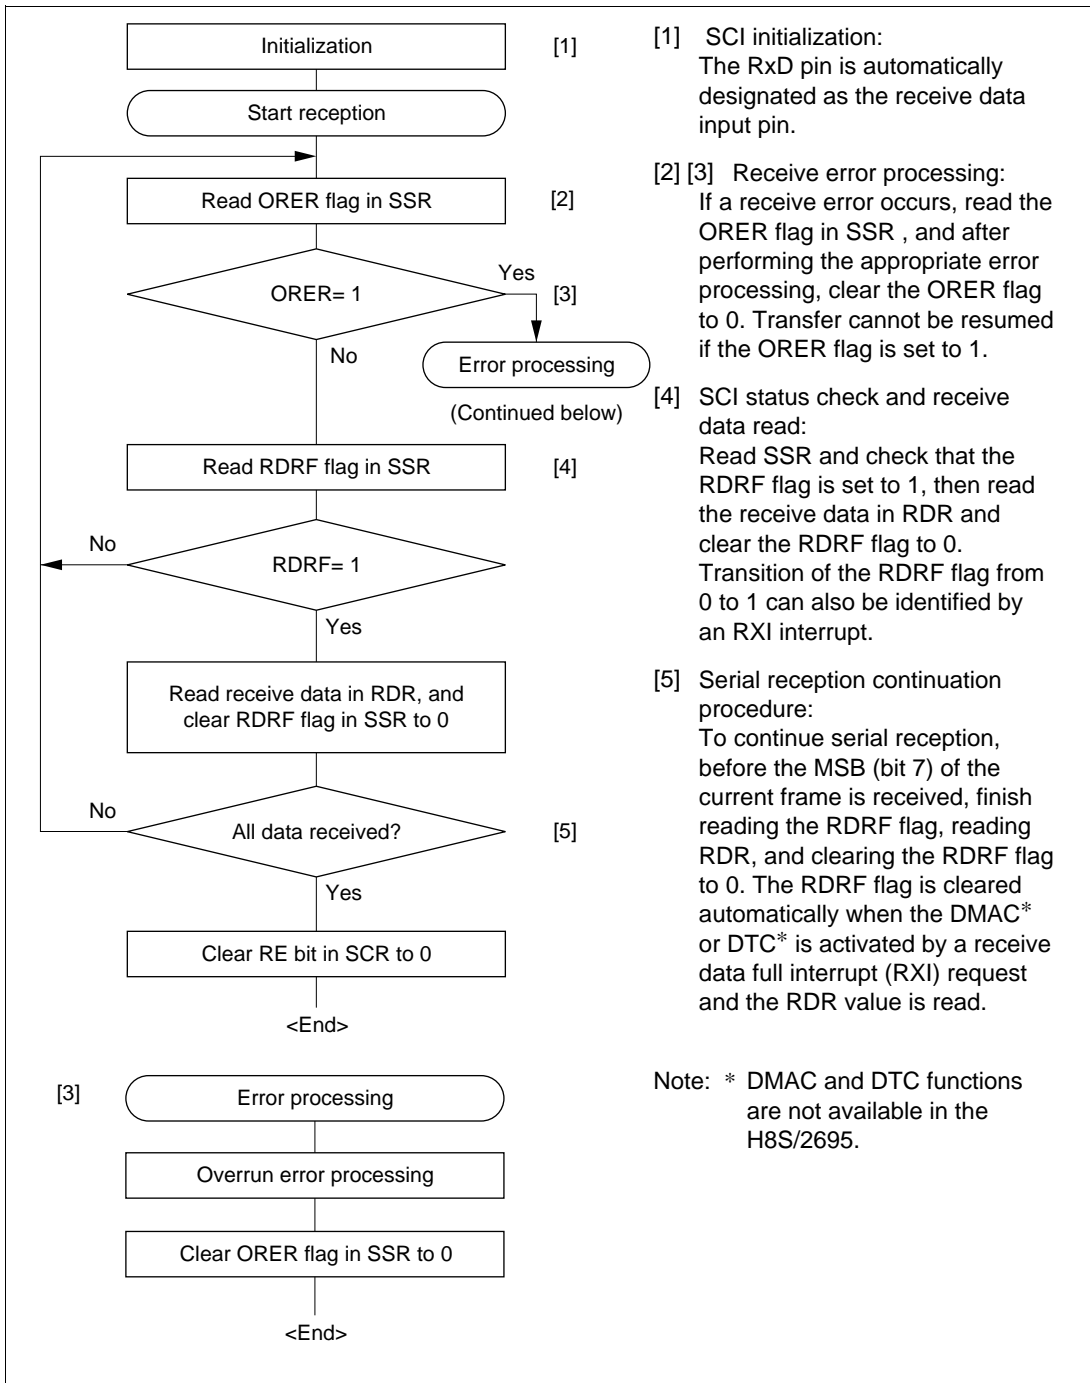 Initialization
[1]
Start reception
Read ORER flag in SSR
[2]
ORER= 1
Yes
[3]
No
Error processing
(Continued below)
Read RDRF flag in SSR
[4]
No
RDRF= 1
Yes
Read receive data in RDR, and
clear RDRF flag in SSR to 0
No
All data received?
[5]
Yes
Clear RE bit in SCR to 0
<End>
[3]
Error processing
Overrun error processing
Clear ORER flag in SSR to 0
<End>
[1] SCI initialization:
The RxD pin is automatically
designated as the receive data
input pin.
[2] [3] Receive error processing:
If a receive error occurs, read the
ORER flag in SSR , and after
performing the appropriate error
processing, clear the ORER flag
to 0. Transfer cannot be resumed
if the ORER flag is set to 1.
[4] SCI status check and receive
data read:
Read SSR and check that the
RDRF flag is set to 1, then read
the receive data in RDR and
clear the RDRF flag to 0.
Transition of the RDRF flag from
0 to 1 can also be identified by
an RXI interrupt.
[5] Serial reception continuation
procedure:
To continue serial reception,
before the MSB (bit 7) of the
current frame is received, finish
reading the RDRF flag, reading
RDR, and clearing the RDRF flag
to 0. The RDRF flag is cleared
automatically when the DMAC*
or DTC* is activated by a receive
data full interrupt (RXI) request
and the RDR value is read.
Note: * DMAC and DTC functions
are not available in the
H8S/2695.